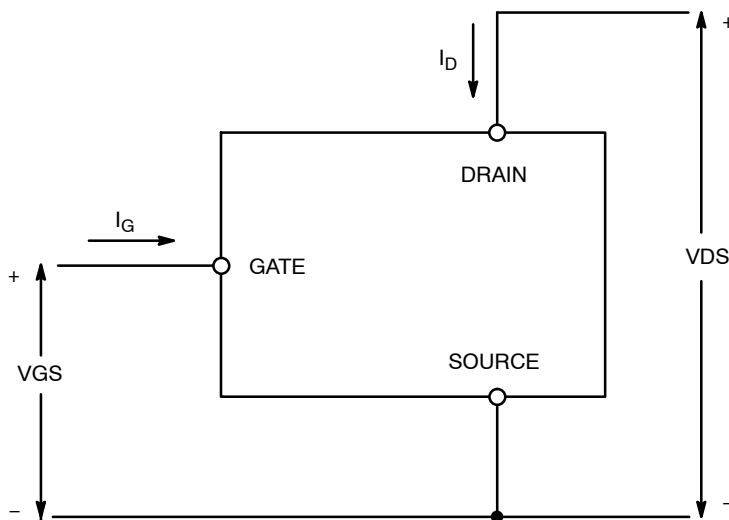 +
I_D
DRAIN
I_G
GATE
+
VDS
SOURCE
VGS
−
−